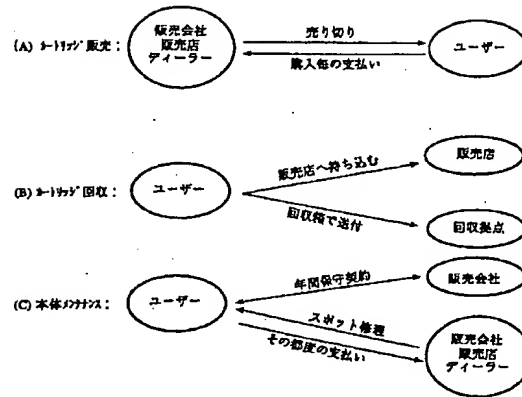 (A) カートリッジ販売：
販売会社
販売店
ディーラー
売り切り
購入毎の支払い
ユーザー
(B) カートリッジ回収：
ユーザー
販売店へ持ち込む
回収箱で送付
販売店
回収拠点
(C) 本体メンテナンス：
ユーザー
年間保守契約
スポット修理
その都度の支払い
販売会社
販売会社
販売店
ディーラー